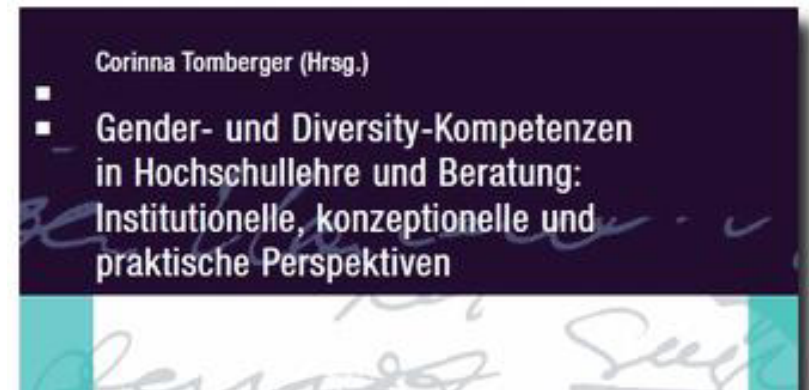 Corinna Tomberger (Hrsg.)
Gender- und Diversity-Kompetenzen
in Hochschullehre und Beratung:
Institutionelle, konzeptionelle und
praktische Perspektiven